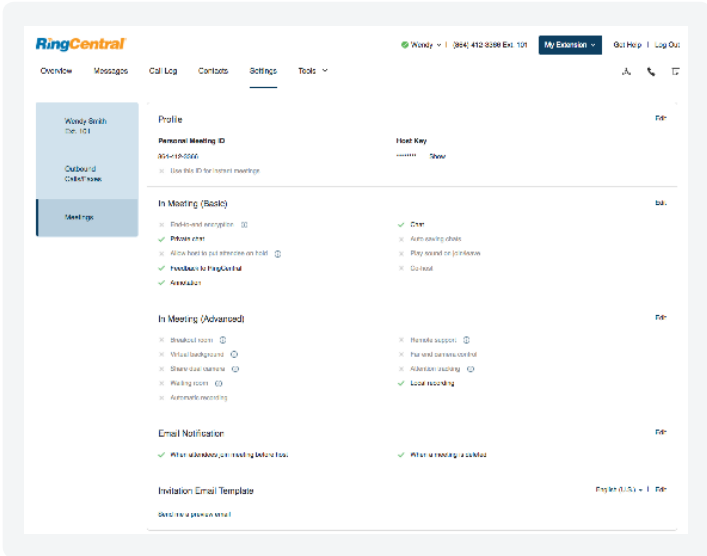 RingCentral
Wendy | (864) 412-3366 Ext. 101 My Extension Get Help | Log Out
Overview Messages Call Log Contacts Settings Tools
Wendy Smith
Ext. 101
Outbound
Calls/Faxes
Meetings
Profile Edit
Personal Meeting ID Host Key
864-412-3366 ******** Show
Use this ID for instant meetings
In Meeting (Basic) Edit
End-to-end encryption Chat
Private chat Auto saving chats
Allow host to put attendee on hold Play sound on join/leave
Feedback to RingCentral Co-host
Annotation
In Meeting (Advanced) Edit
Breakout room Remote support
Virtual background Far end camera control
Share dual camera Attention tracking
Waiting room Local recording
Automatic recording
Email Notification Edit
When attendees join meeting before host When a meeting is deleted
Invitation Email Template English (U.S.) | Edit
Send me a preview email